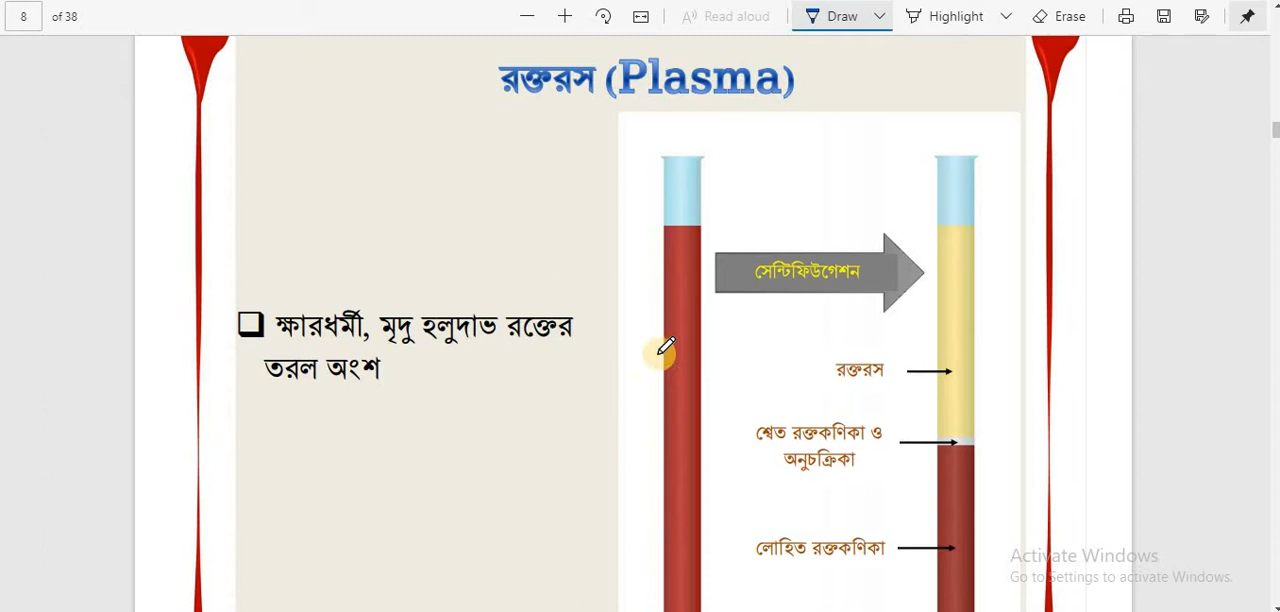 8 of 38
Read aloud
Draw
Highlight
Erase
রক্তরস (Plasma)
সেন্টিফিউগেশন
❑ ক্ষারধর্মী, মৃদু হলুদাভ রক্তের
তরল অংশ
রক্তরস
শ্বেত রক্তকণিকা ও
অনুচক্রিকা
লোহিত রক্তকণিকা
Activate Windows
Go to Settings to activate Windows.